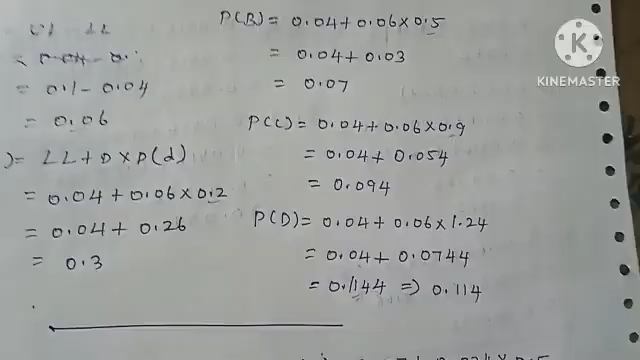 = 0.1 - 0.04
= 0.06
)= LL + D × P(d)
= 0.04 + 0.06 × 0.2
= 0.04 + 0.26
= 0.3
P(B) = 0.04 + 0.06 × 0.5
= 0.04 + 0.03
= 0.07
P(C) = 0.04 + 0.06 × 0.9
= 0.04 + 0.054
= 0.094
P(D) = 0.04 + 0.06 × 1.24
= 0.04 + 0.0744
= 0.1144 => 0.114
KINEMASTER